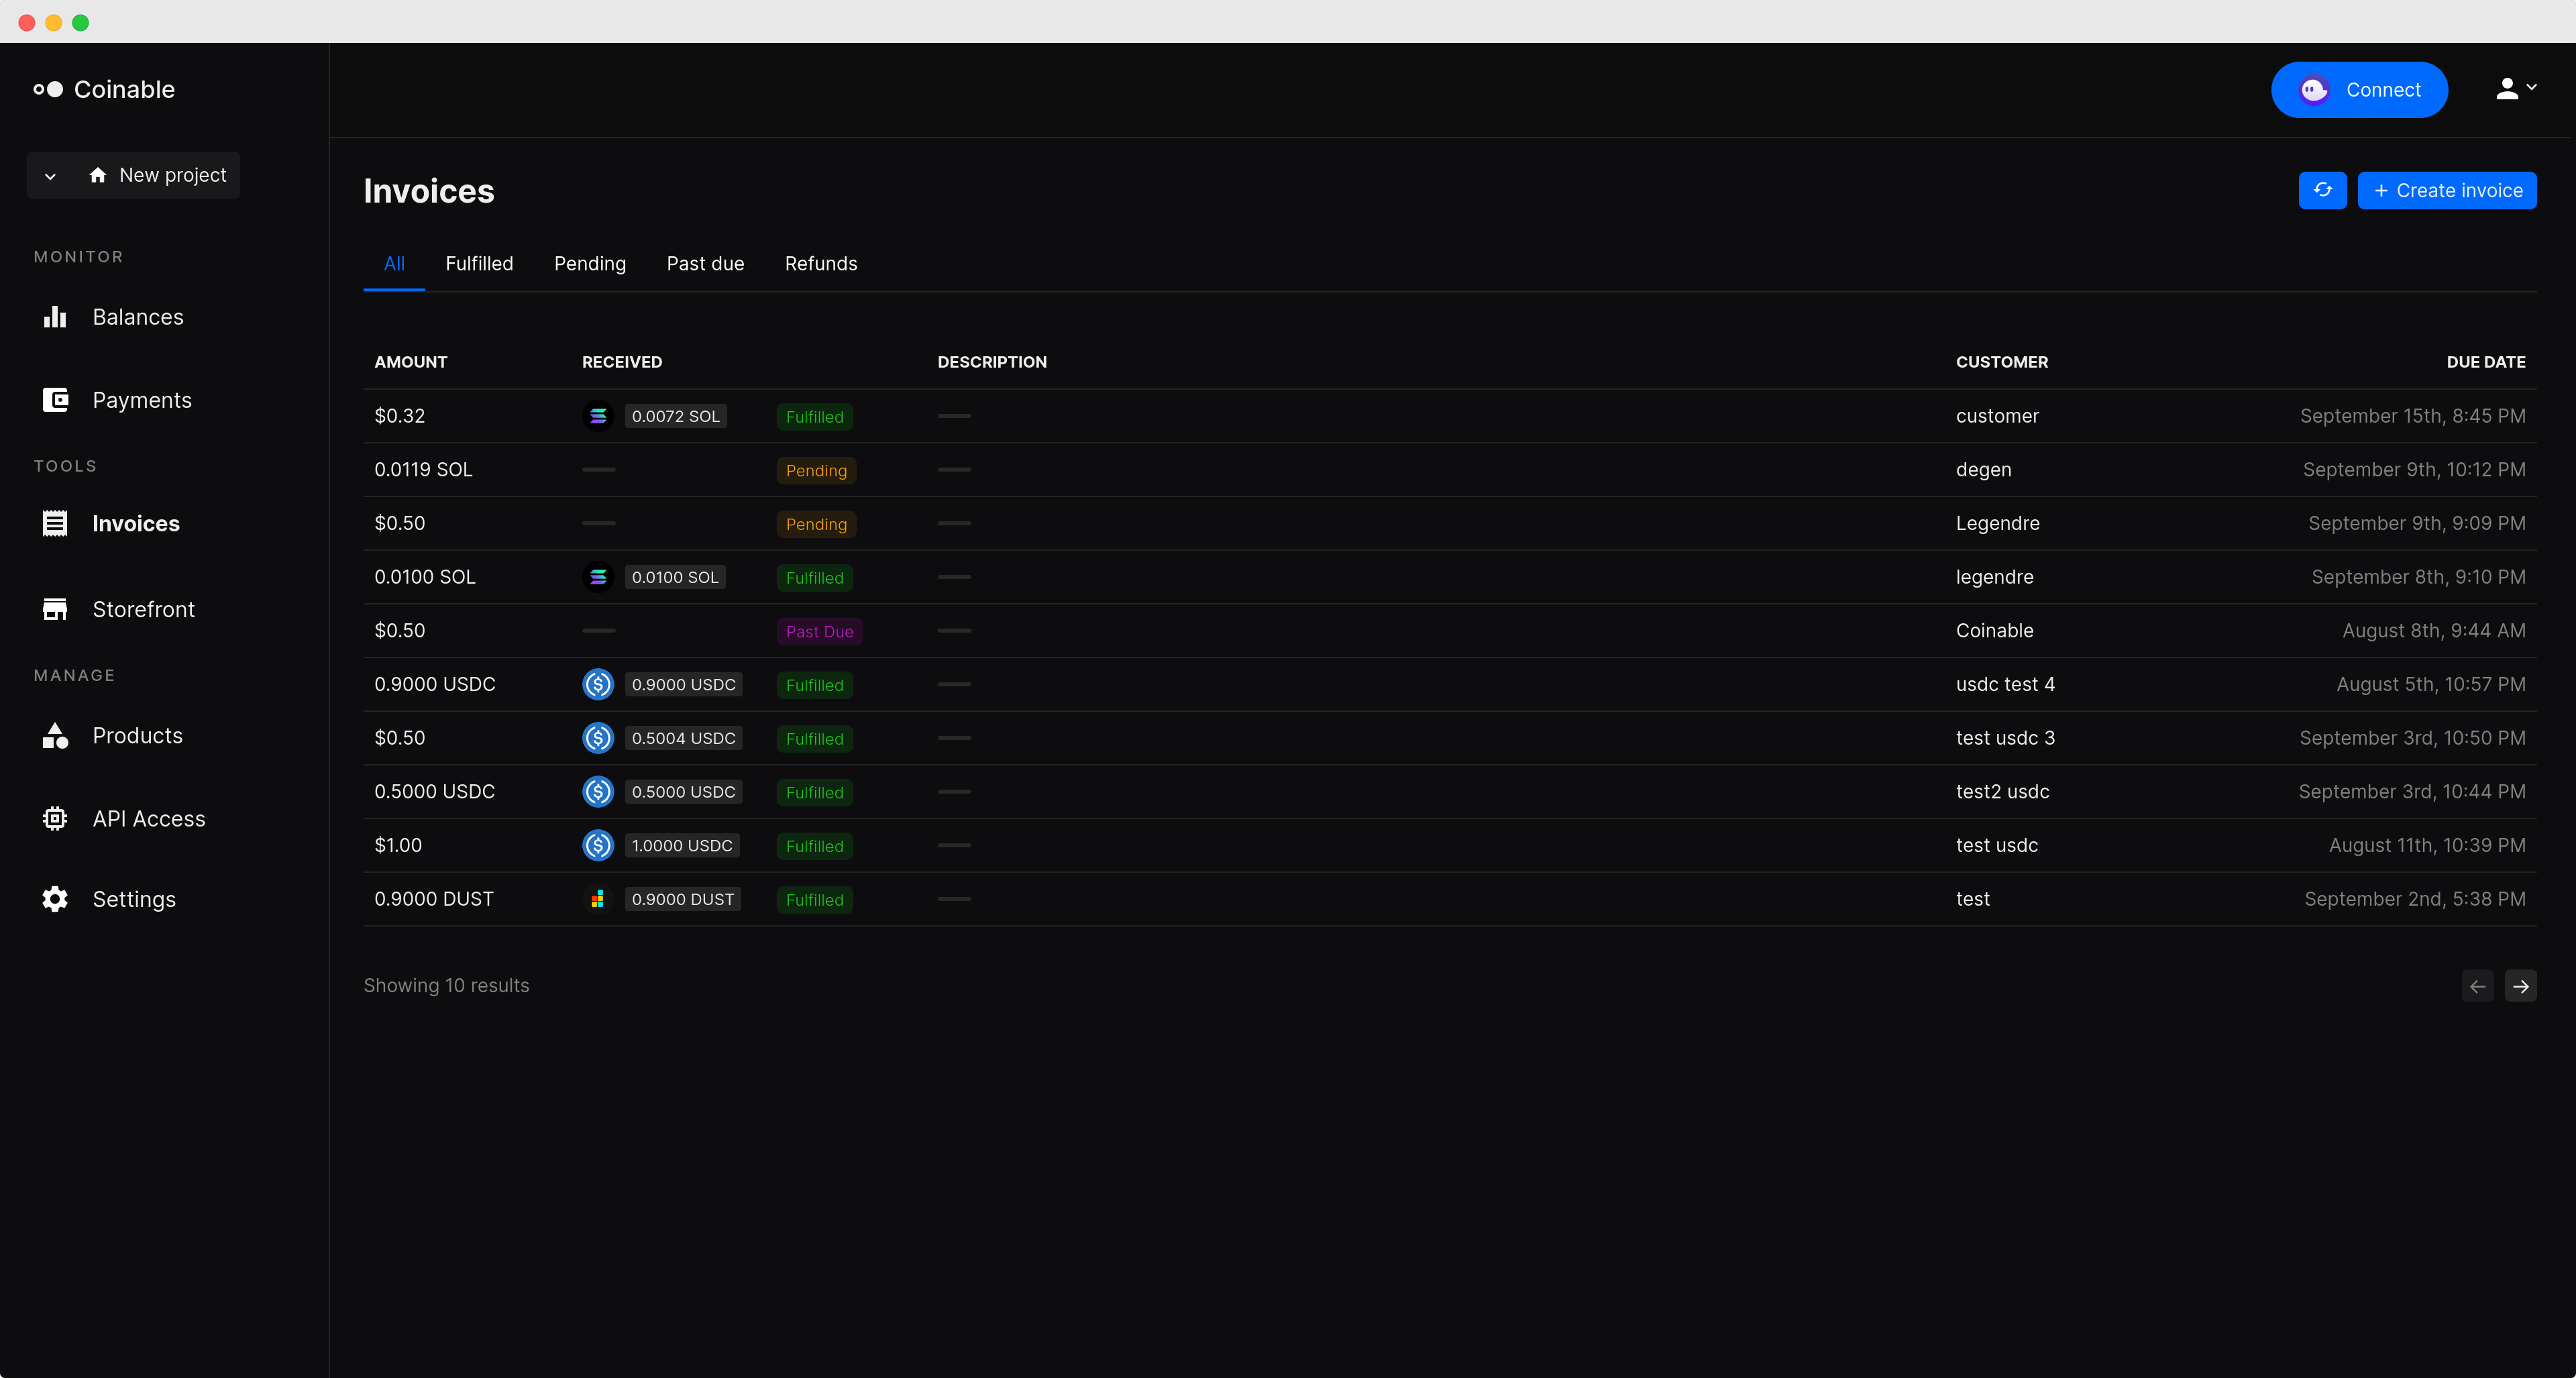 Coinable
Connect
New project
Invoices
Create invoice
MONITOR
All Fulfilled Pending Past due Refunds
Balances
Payments
TOOLS
Invoices
Storefront
MANAGE
Products
API Access
Settings
AMOUNT RECEIVED DESCRIPTION CUSTOMER DUE DATE
$0.32 0.0072 SOL Fulfilled customer September 15th, 8:45 PM
0.0119 SOL Pending degen September 9th, 10:12 PM
$0.50 Pending Legendre September 9th, 9:09 PM
0.0100 SOL 0.0100 SOL Fulfilled legendre September 8th, 9:10 PM
$0.50 Past Due Coinable August 8th, 9:44 AM
0.9000 USDC 0.9000 USDC Fulfilled usdc test 4 August 5th, 10:57 PM
$0.50 0.5004 USDC Fulfilled test usdc 3 September 3rd, 10:50 PM
0.5000 USDC 0.5000 USDC Fulfilled test2 usdc September 3rd, 10:44 PM
$1.00 1.0000 USDC Fulfilled test usdc August 11th, 10:39 PM
0.9000 DUST 0.9000 DUST Fulfilled test September 2nd, 5:38 PM
Showing 10 results